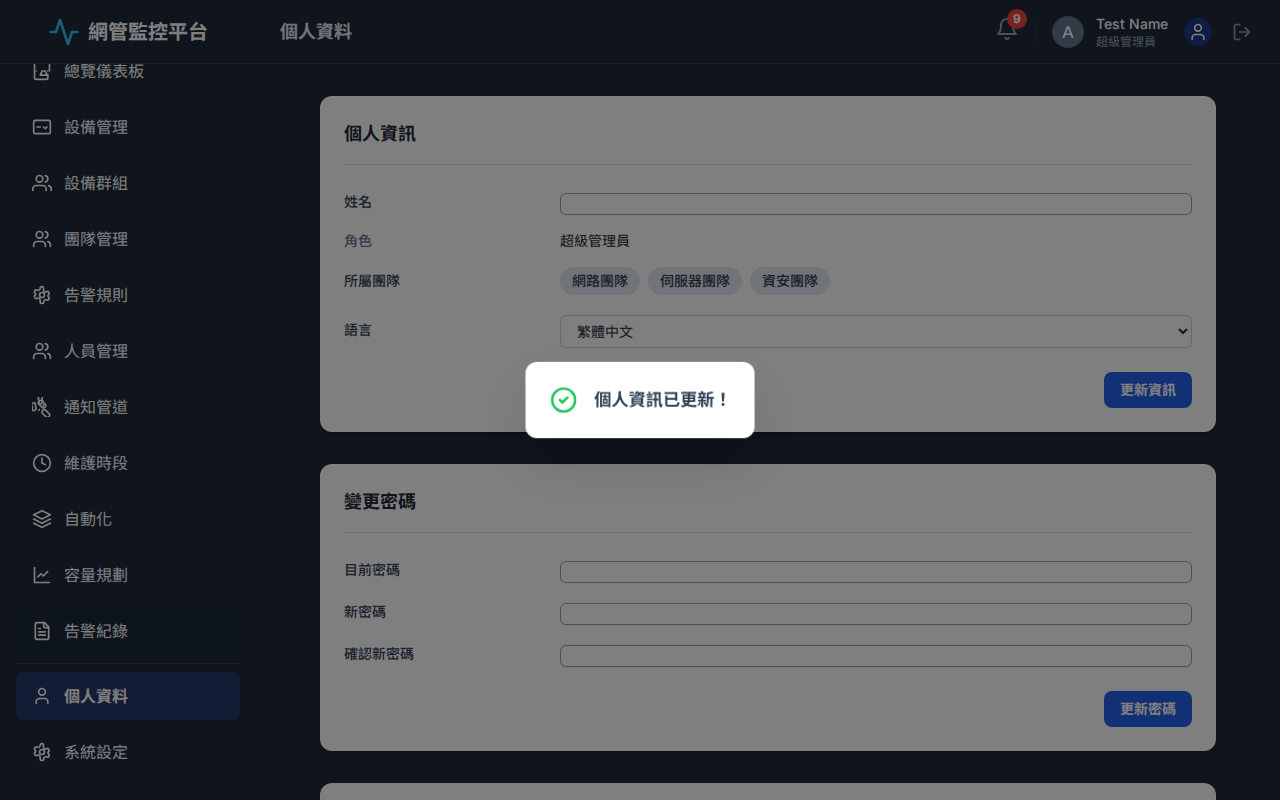 網管監控平台
個人資料
9
A
Test Name
超級管理員
總覽儀表板
設備管理
設備群組
團隊管理
告警規則
人員管理
通知管道
維護時段
自動化
容量規劃
告警紀錄
個人資料
系統設定
個人資訊
姓名
角色 超級管理員
所屬團隊 網路團隊 伺服器團隊 資安團隊
語言 繁體中文
更新資訊
個人資訊已更新！
變更密碼
目前密碼
新密碼
確認新密碼
更新密碼